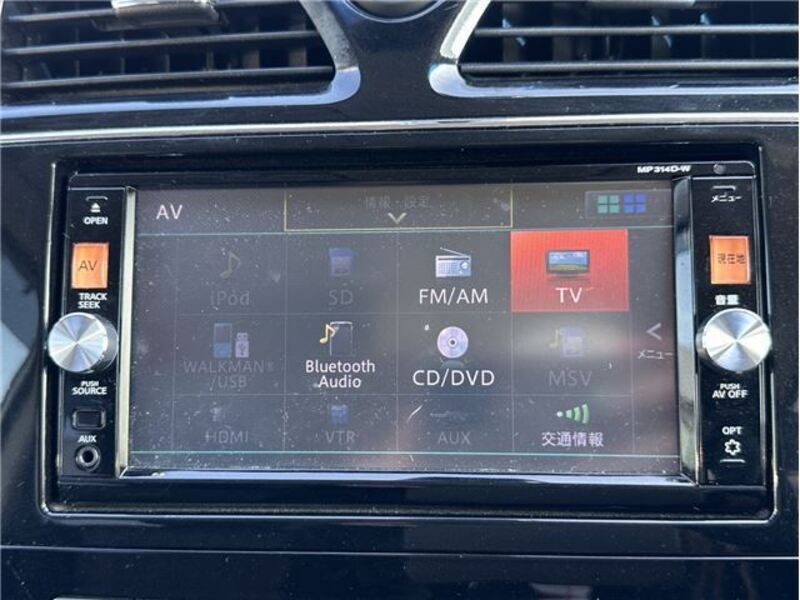 MP314D-W
OPEN
AV
TRACK
SEEK
PUSH
SOURCE
AUX
AV
情報・設定
iPod
SD
FM/AM
TV
WALKMAN®
/USB
Bluetooth
Audio
CD/DVD
MSV
HDMI
VTR
AUX
交通情報
メニュー
メニュー
現在地
音量
PUSH
AV OFF
OPT